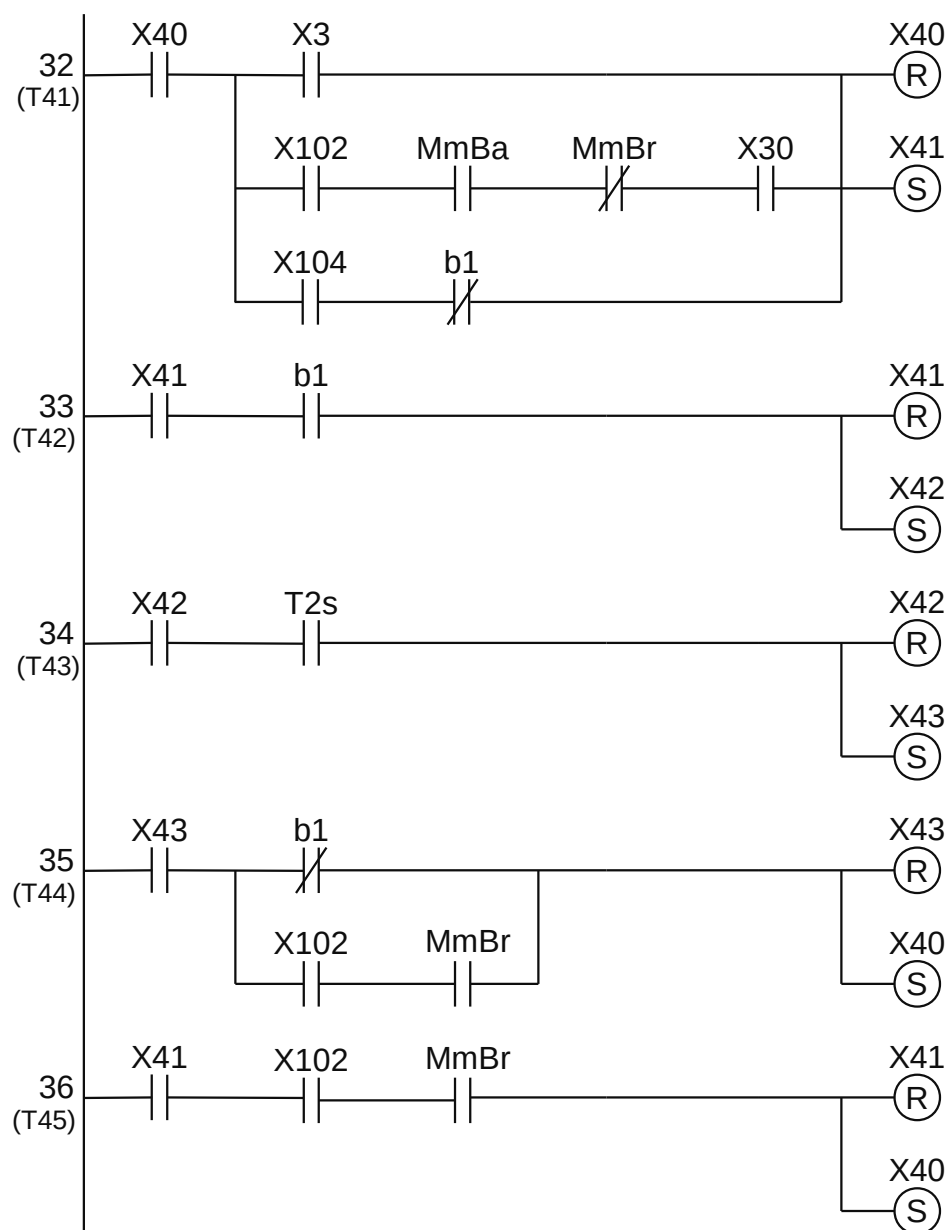 X40 X3 X40
32 R
(T41)
X102 MmBa MmBr X30 X41
S
X104 b1
X41 b1 X41
33 R
(T42)
X42
S
X42 T2s X42
34 R
(T43)
X43
S
X43 b1 X43
35 R
(T44)
X102 MmBr X40
S
X41 X102 MmBr X41
36 R
(T45)
X40
S